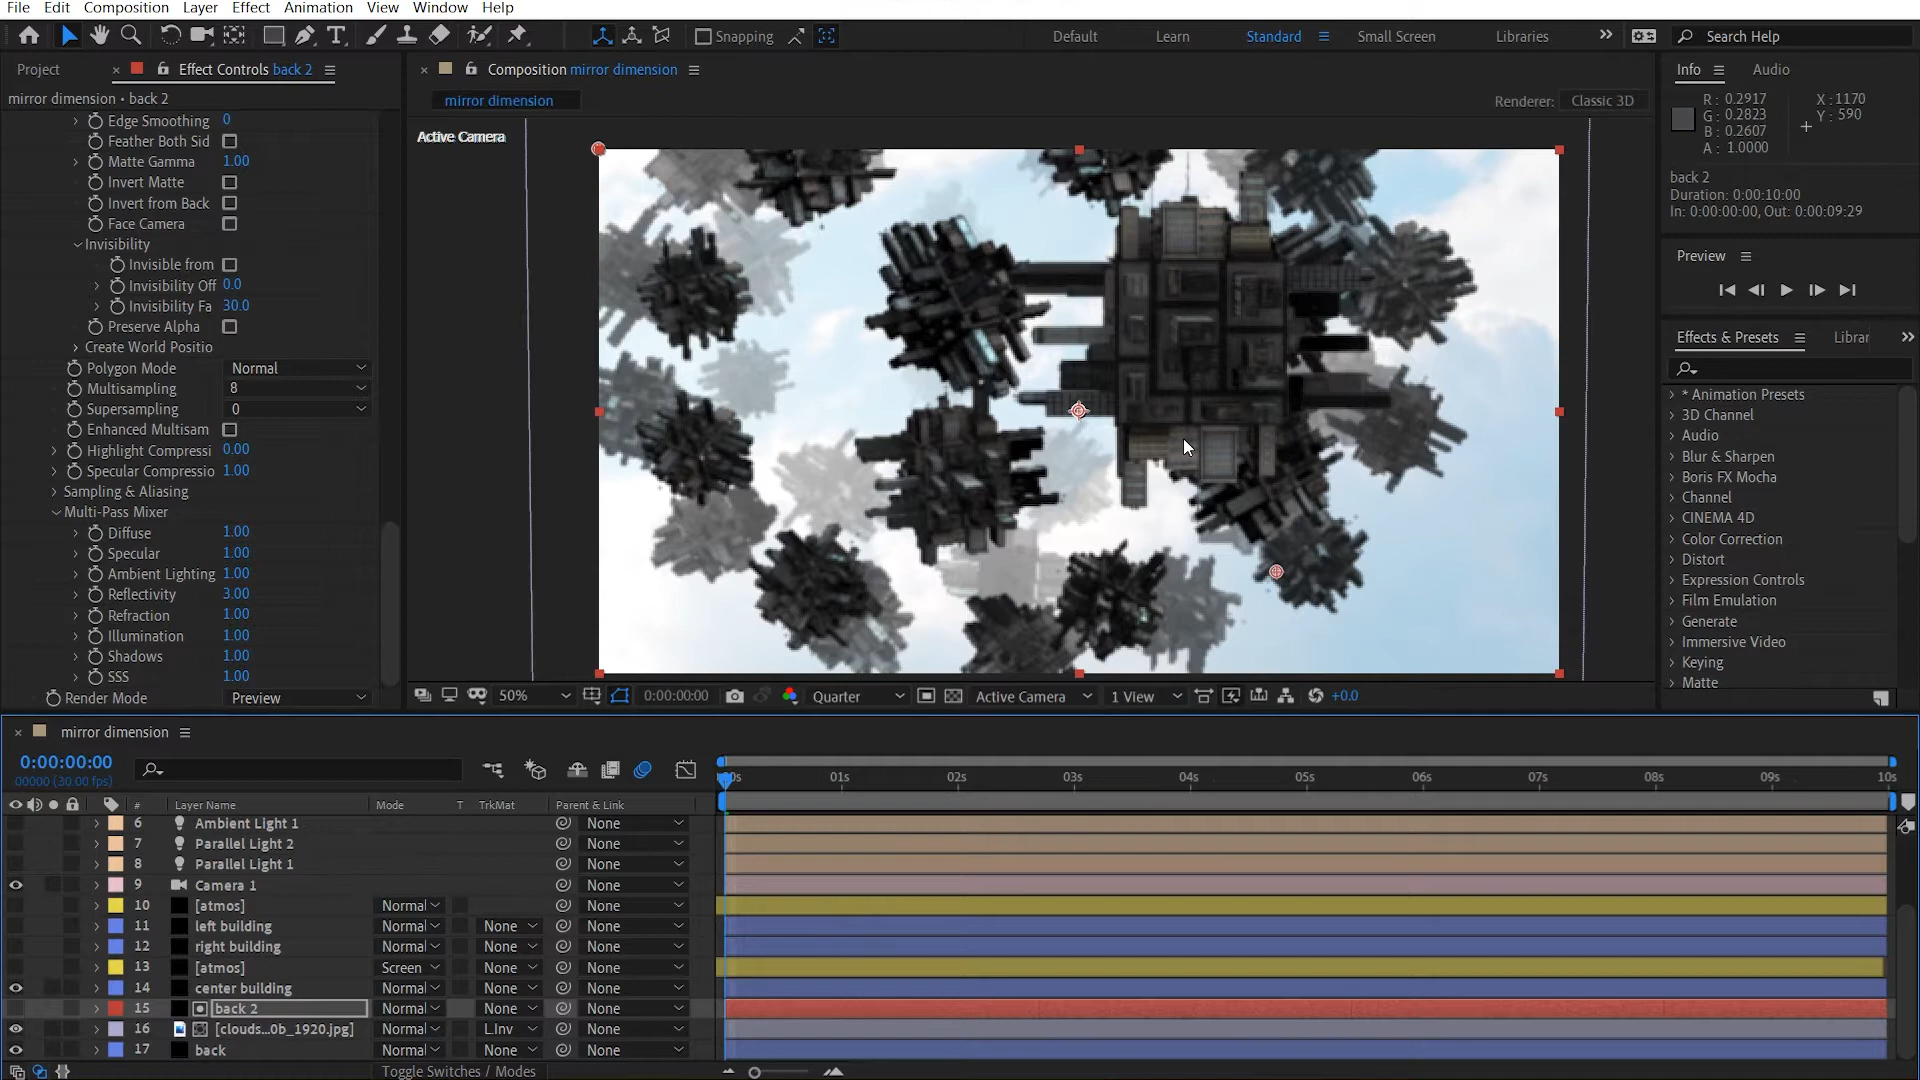 File Edit Composition Layer Effect Animation View Window Help
Snapping
Default Learn Standard Small Screen Libraries
Search Help
Project
Effect Controls back 2
Composition mirror dimension
Info Audio
mirror dimension • back 2
mirror dimension
Renderer: Classic 3D
R: 0.2917
G: 0.2823
B: 0.2607
A: 1.0000
X: 1170
Y: 590
Active Camera
Edge Smoothing 0
Feather Both Sid
Matte Gamma 1.00
Invert Matte
Invert from Back
Face Camera
Invisibility
Invisible from
Invisibility Off 0.0
Invisibility Fa 30.0
Preserve Alpha
Create World Positio
Polygon Mode Normal
Multisampling 8
Supersampling 0
Enhanced Multisam
Highlight Compressi 0.00
Specular Compressio 1.00
Sampling & Aliasing
Multi-Pass Mixer
Diffuse 1.00
Specular 1.00
Ambient Lighting 1.00
Reflectivity 3.00
Refraction 1.00
Illumination 1.00
Shadows 1.00
SSS 1.00
Render Mode Preview
back 2
Duration: 0:00:10:00
In: 0:00:00:00, Out: 0:00:09:29
Preview
Effects & Presets Librar
* Animation Presets
3D Channel
Audio
Blur & Sharpen
Boris FX Mocha
Channel
CINEMA 4D
Color Correction
Distort
Expression Controls
Film Emulation
Generate
Immersive Video
Keying
Matte
50% 0:00:00:00 Quarter Active Camera 1 View +0.0
mirror dimension
0:00:00:00
00000 (30.00 fps)
00s 01s 02s 03s 04s 05s 06s 07s 08s 09s 10s
# Layer Name Mode T TrkMat Parent & Link
6 Ambient Light 1 None
7 Parallel Light 2 None
8 Parallel Light 1 None
9 Camera 1 None
10 [atmos] Normal None
11 left building Normal None None
12 right building Normal None None
13 [atmos] Screen None None
14 center building Normal None None
15 back 2 Normal None None
16 [clouds...0b_1920.jpg] Normal L.Inv None
17 back Normal None None
Toggle Switches / Modes